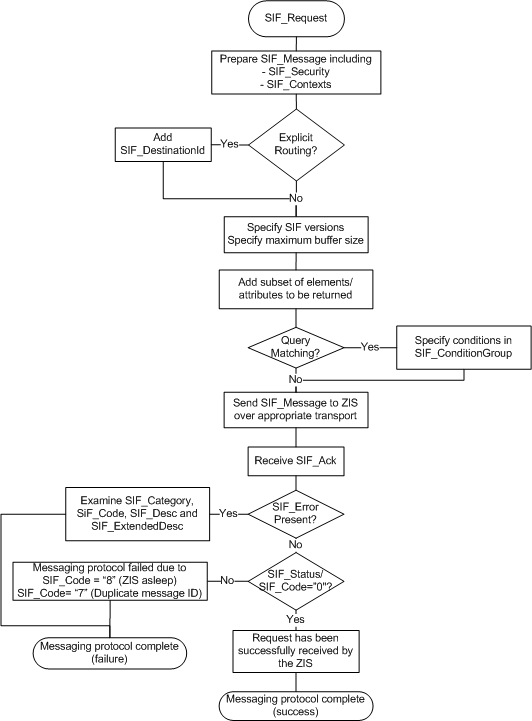 SIF_Request
Prepare SIF_Message including
- SIF_Security
- SIF_Contexts
Explicit
Routing?
Yes
Add
SIF_DestinationId
No
Specify SIF versions
Specify maximum buffer size
Add subset of elements/
attributes to be returned
Query
Matching?
Yes
Specify conditions in
SIF_ConditionGroup
No
Send SIF_Message to ZIS
over appropriate transport
Receive SIF_Ack
SIF_Error
Present?
Yes
Examine SIF_Category,
SIF_Code, SIF_Desc and
SIF_ExtendedDesc
No
SIF_Status/
SIF_Code="0"?
No
Messaging protocol failed due to
SIF_Code = “8” (ZIS asleep)
SIF_Code= “7” (Duplicate message ID)
Yes
Messaging protocol complete
(failure)
Request has been
successfully received by
the ZIS
Messaging protocol complete
(success)